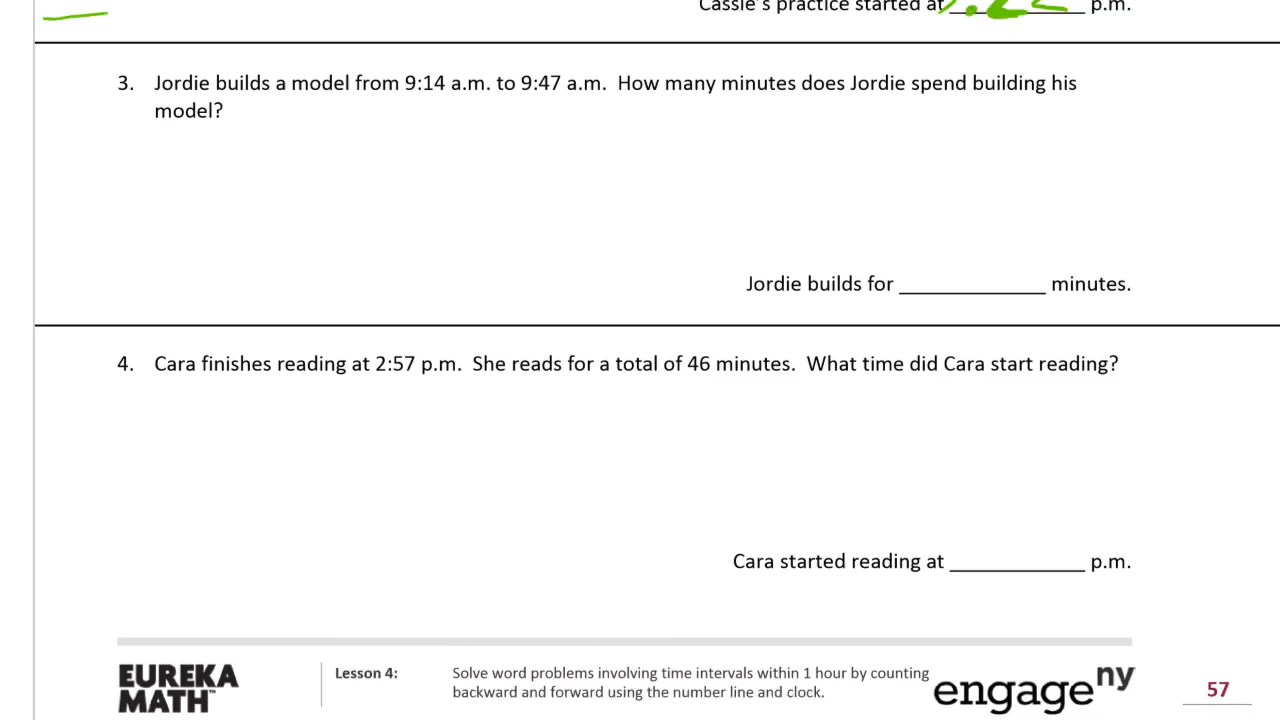 Cassie's practice started at ____________ p.m.
3. Jordie builds a model from 9:14 a.m. to 9:47 a.m. How many minutes does Jordie spend building his
model?
Jordie builds for _____________ minutes.
4. Cara finishes reading at 2:57 p.m. She reads for a total of 46 minutes. What time did Cara start reading?
Cara started reading at ____________ p.m.
EUREKA
MATH™
Lesson 4:
Solve word problems involving time intervals within 1 hour by counting
backward and forward using the number line and clock.
engage ny
57